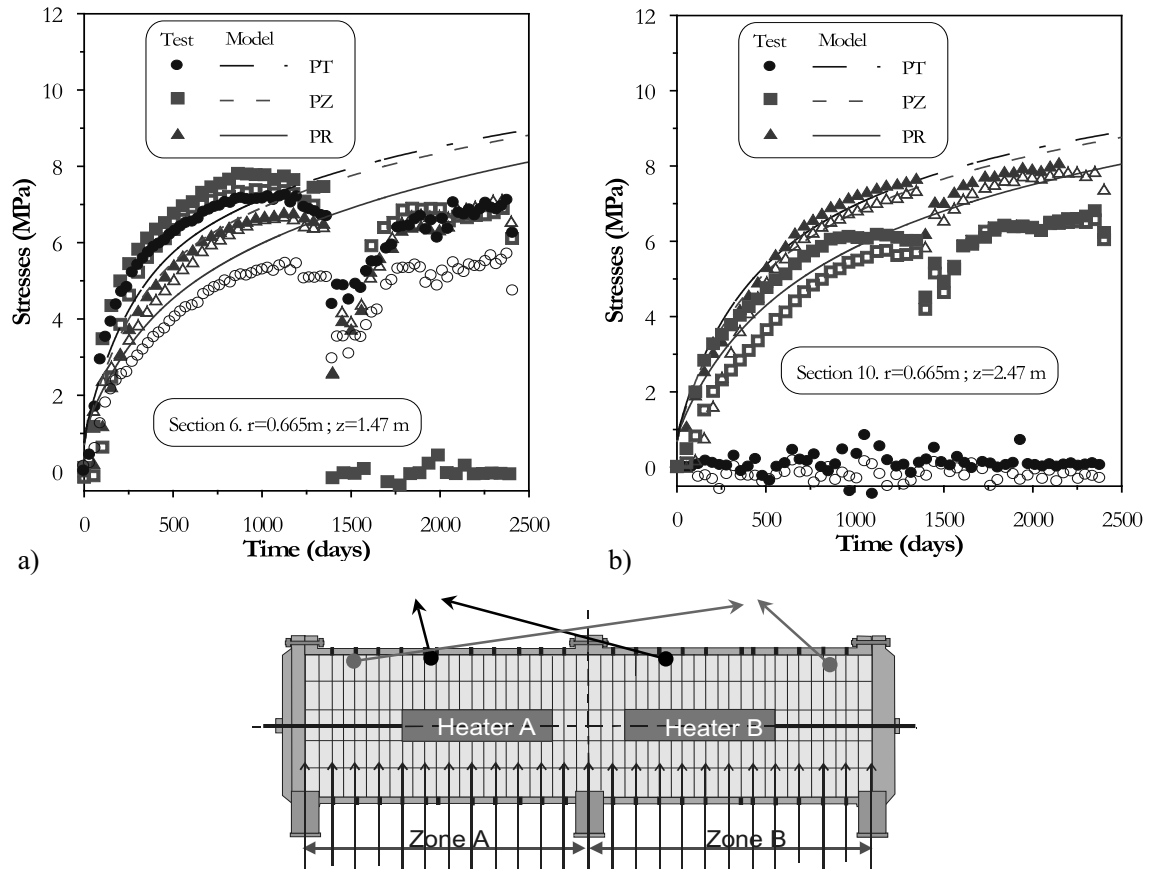 12
10
8
6
4
2
0
Stresses (MPa)
Test Model
PT
PZ
PR
Section 6. r=0.665m ; z=1.47 m
0 500 1000 1500 2000 2500
Time (days)
a)
12
10
8
6
4
2
0
Stresses (MPa)
Test Model
PT
PZ
PR
Section 10. r=0.665m ; z=2.47 m
0 500 1000 1500 2000 2500
Time (days)
b)
Heater A Heater B
Zone A Zone B